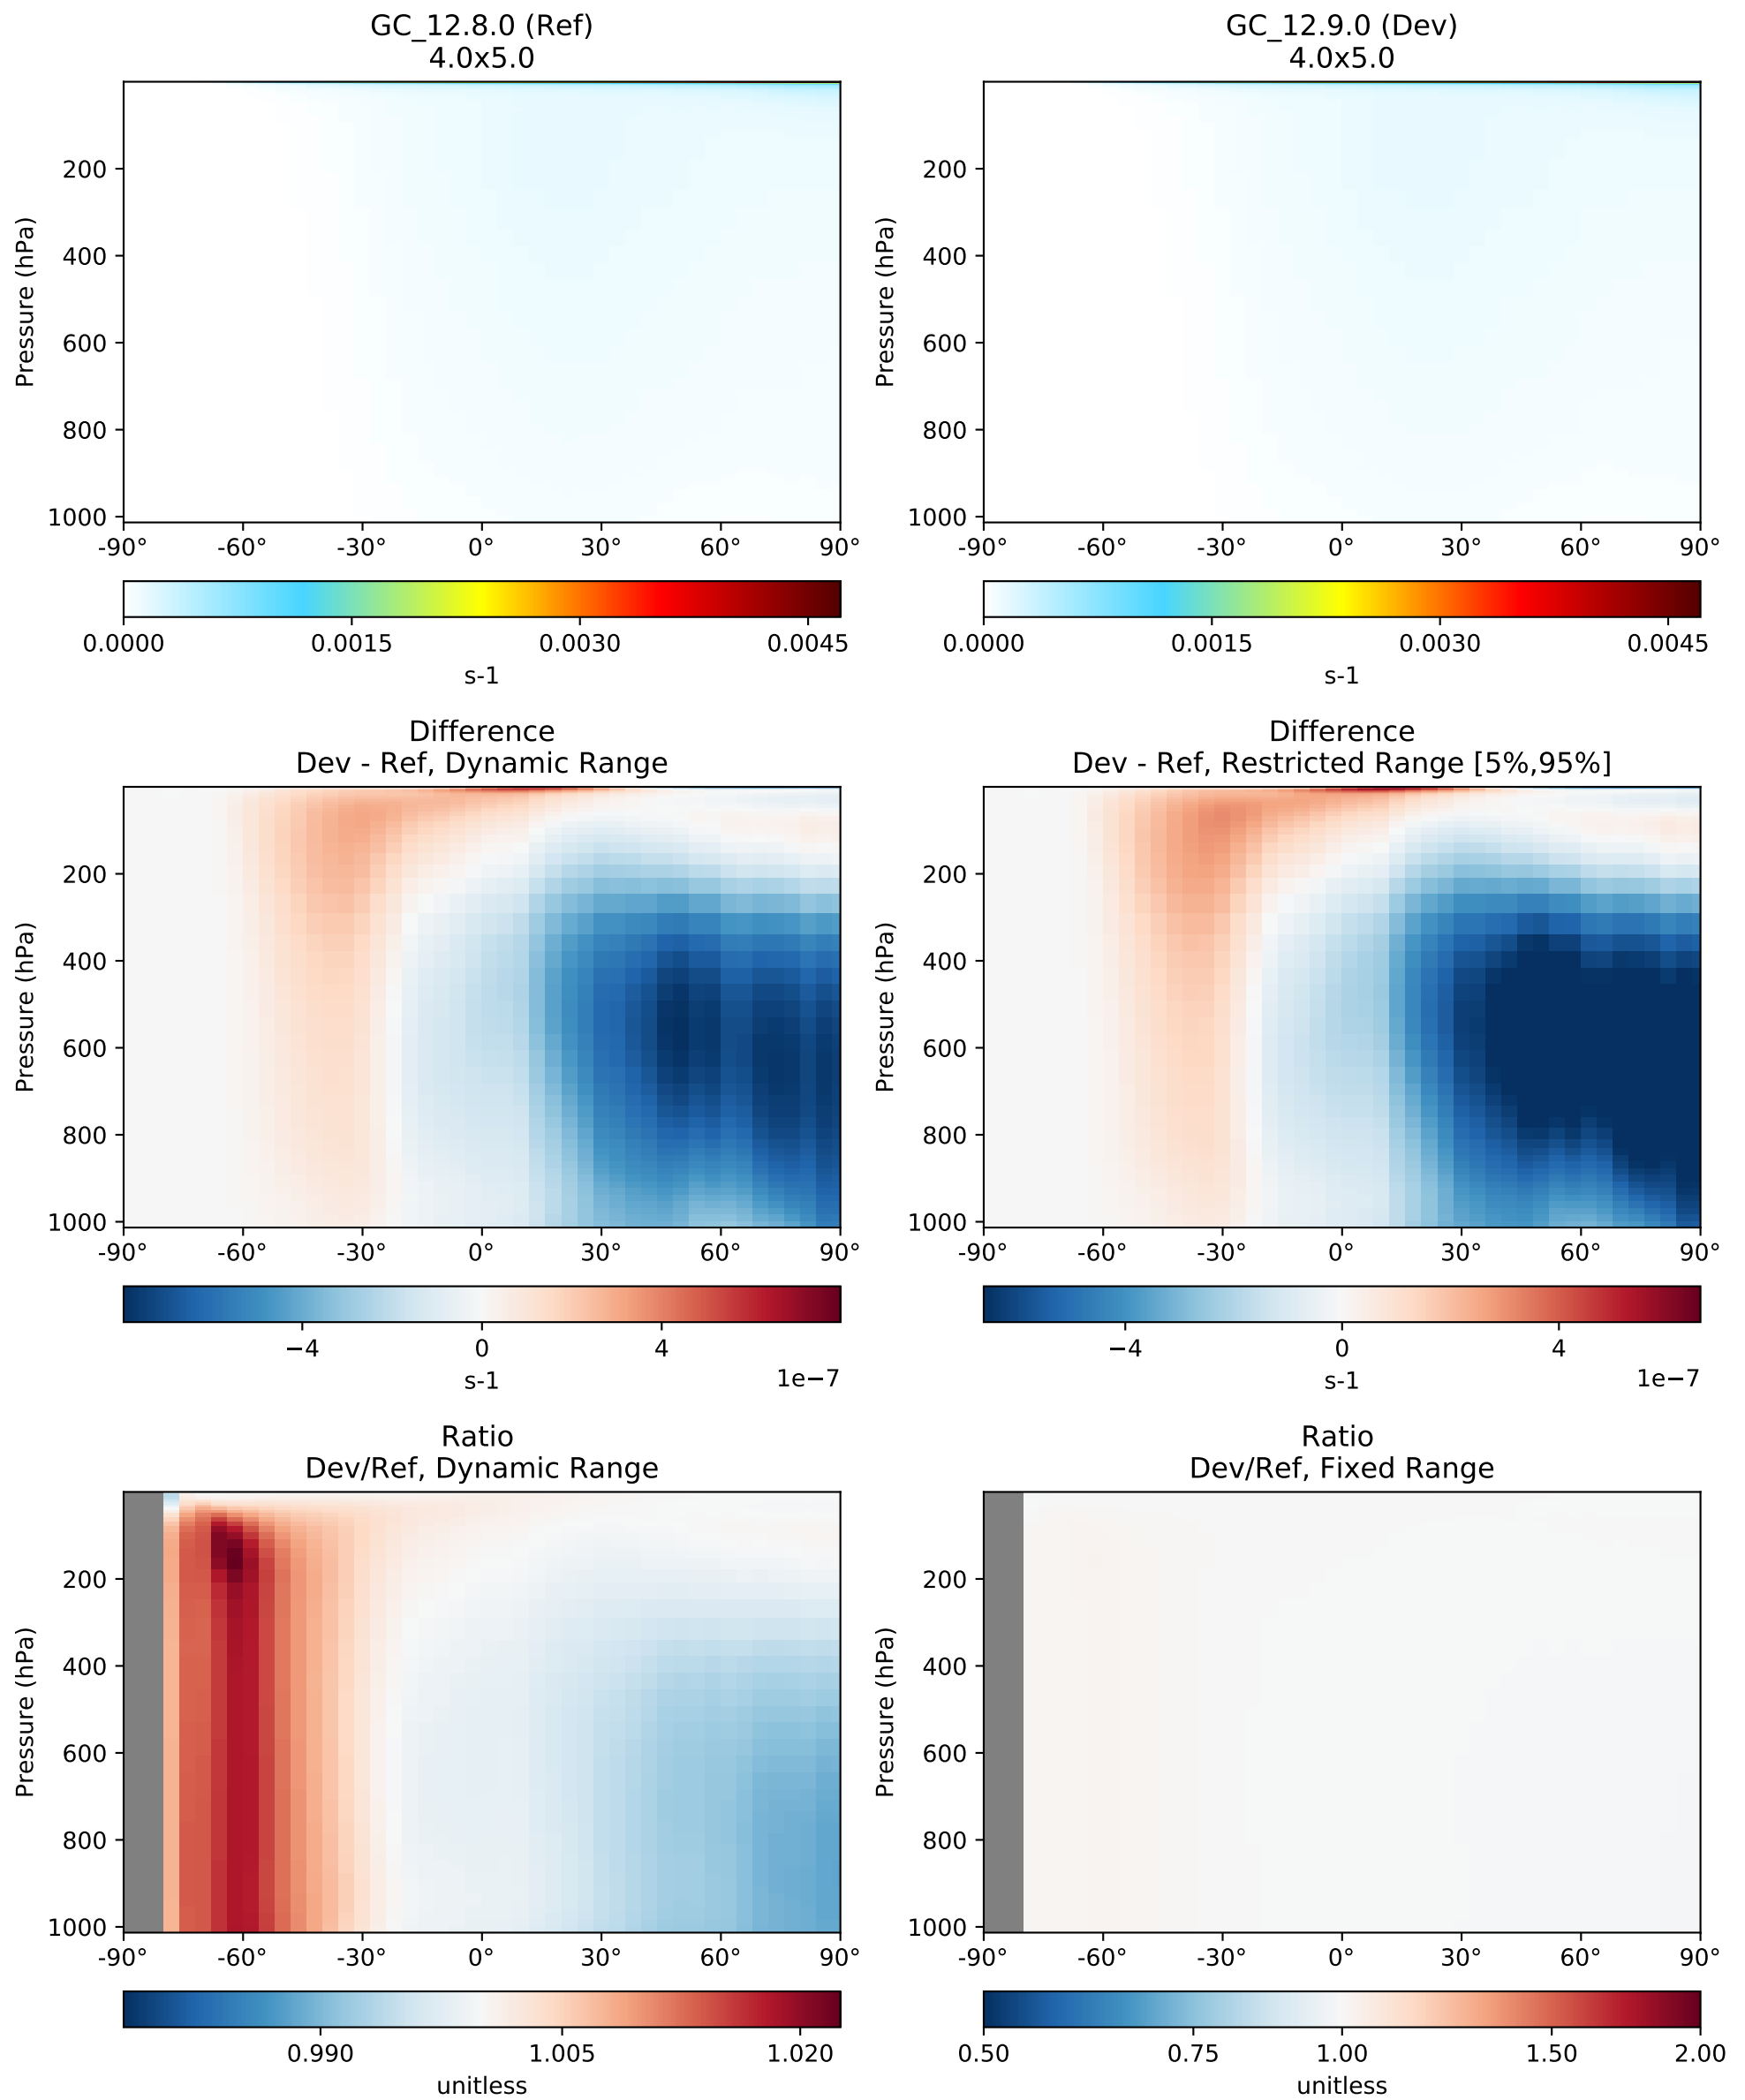 GC_12.8.0 (Ref)
4.0x5.0
Pressure (hPa)
200
400
600
800
1000
-90° -60° -30° 0° 30° 60° 90°
0.0000 0.0015 0.0030 0.0045
s-1
GC_12.9.0 (Dev)
4.0x5.0
Pressure (hPa)
200
400
600
800
1000
-90° -60° -30° 0° 30° 60° 90°
0.0000 0.0015 0.0030 0.0045
s-1
Difference
Dev - Ref, Dynamic Range
Pressure (hPa)
200
400
600
800
1000
-90° -60° -30° 0° 30° 60° 90°
−4 0 4
s-1 1e−7
Difference
Dev - Ref, Restricted Range [5%,95%]
Pressure (hPa)
200
400
600
800
1000
-90° -60° -30° 0° 30° 60° 90°
−4 0 4
s-1 1e−7
Ratio
Dev/Ref, Dynamic Range
Pressure (hPa)
200
400
600
800
1000
-90° -60° -30° 0° 30° 60° 90°
0.990 1.005 1.020
unitless
Ratio
Dev/Ref, Fixed Range
Pressure (hPa)
200
400
600
800
1000
-90° -60° -30° 0° 30° 60° 90°
0.50 0.75 1.00 1.50 2.00
unitless